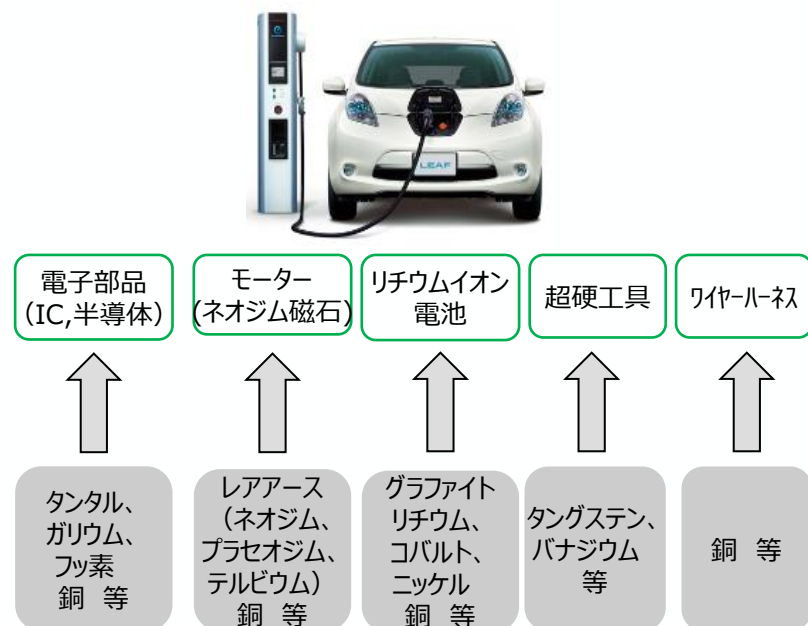 LEAF
電子部品
(IC,半導体)
モーター
(ネオジム磁石)
リチウムイオン
電池
超硬工具
ワイヤーハーネス
タンタル、
ガリウム、
フッ素
銅 等
レアアース
(ネオジム、
プラセオジム、
テルビウム)
銅 等
グラファイト
リチウム、
コバルト、
ニッケル
銅 等
タングステン、
バナジウム
等
銅 等